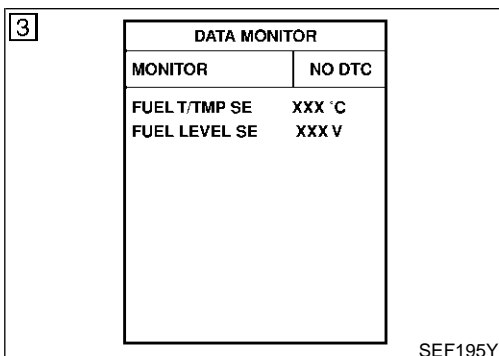 3
DATA MONITOR
MONITOR NO DTC
FUEL T/TMP SE XXX °C
FUEL LEVEL SE XXX V
SEF195Y